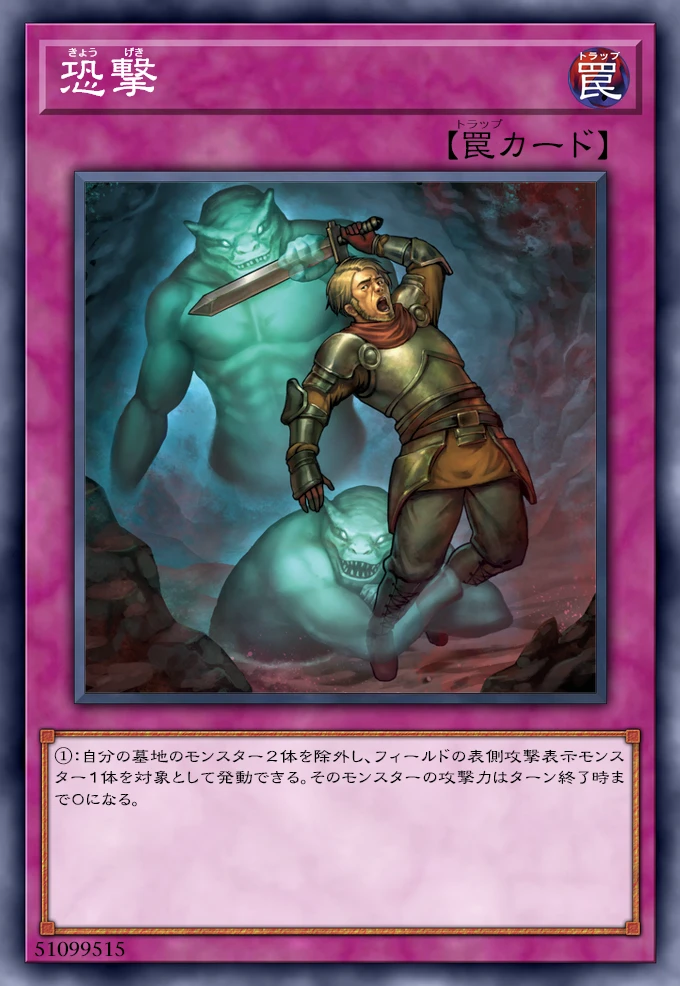 きょう げき
恐撃
トラップ
罠
トラップ
【罠カード】
①:自分の墓地のモンスター２体を除外し、フィールドの表側攻撃表示モンス
ター１体を対象として発動できる。そのモンスターの攻撃力はターン終了時ま
で０になる。
51099515